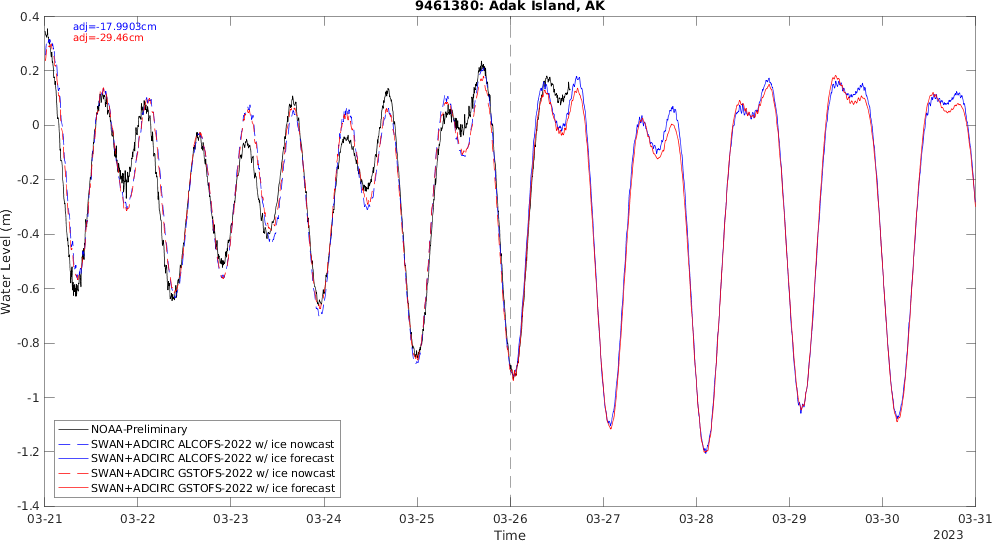 9461380: Adak Island, AK
adj=-17.9903cm
adj=-29.46cm
Water Level (m)
0.4
0.2
0
-0.2
-0.4
-0.6
-0.8
-1
-1.2
-1.4
NOAA-Preliminary
SWAN+ADCIRC ALCOFS-2022 w/ ice nowcast
SWAN+ADCIRC ALCOFS-2022 w/ ice forecast
SWAN+ADCIRC GSTOFS-2022 w/ ice nowcast
SWAN+ADCIRC GSTOFS-2022 w/ ice forecast
03-21 03-22 03-23 03-24 03-25 03-26 03-27 03-28 03-29 03-30 03-31
Time
2023